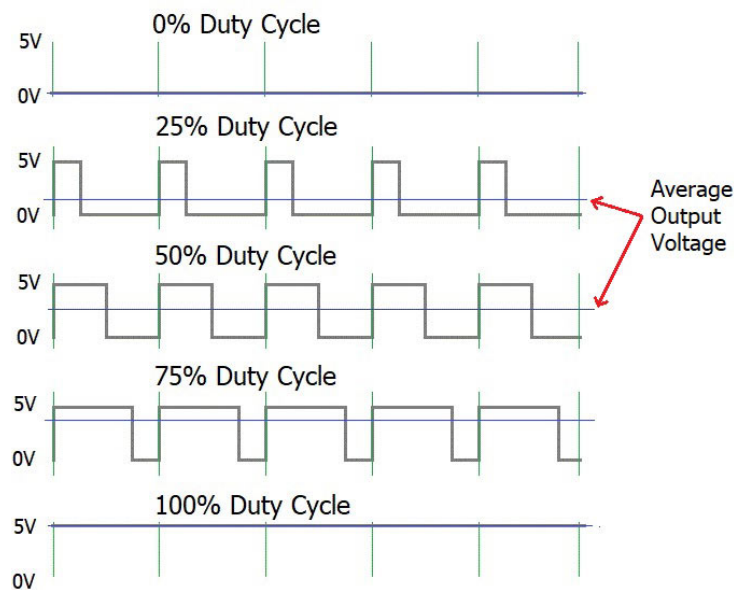 0% Duty Cycle
5V
0V
25% Duty Cycle
5V
0V
Average
Output
Voltage
50% Duty Cycle
5V
0V
75% Duty Cycle
5V
0V
100% Duty Cycle
5V
0V